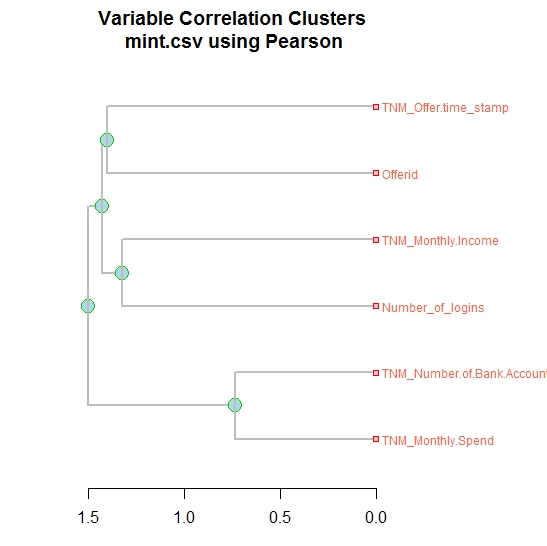 Variable Correlation Clusters
mint.csv using Pearson
TNM_Offer.time_stamp
Offerid
TNM_Monthly.Income
Number_of_logins
TNM_Number.of.Bank.Accoun
TNM_Monthly.Spend
1.5 1.0 0.5 0.0